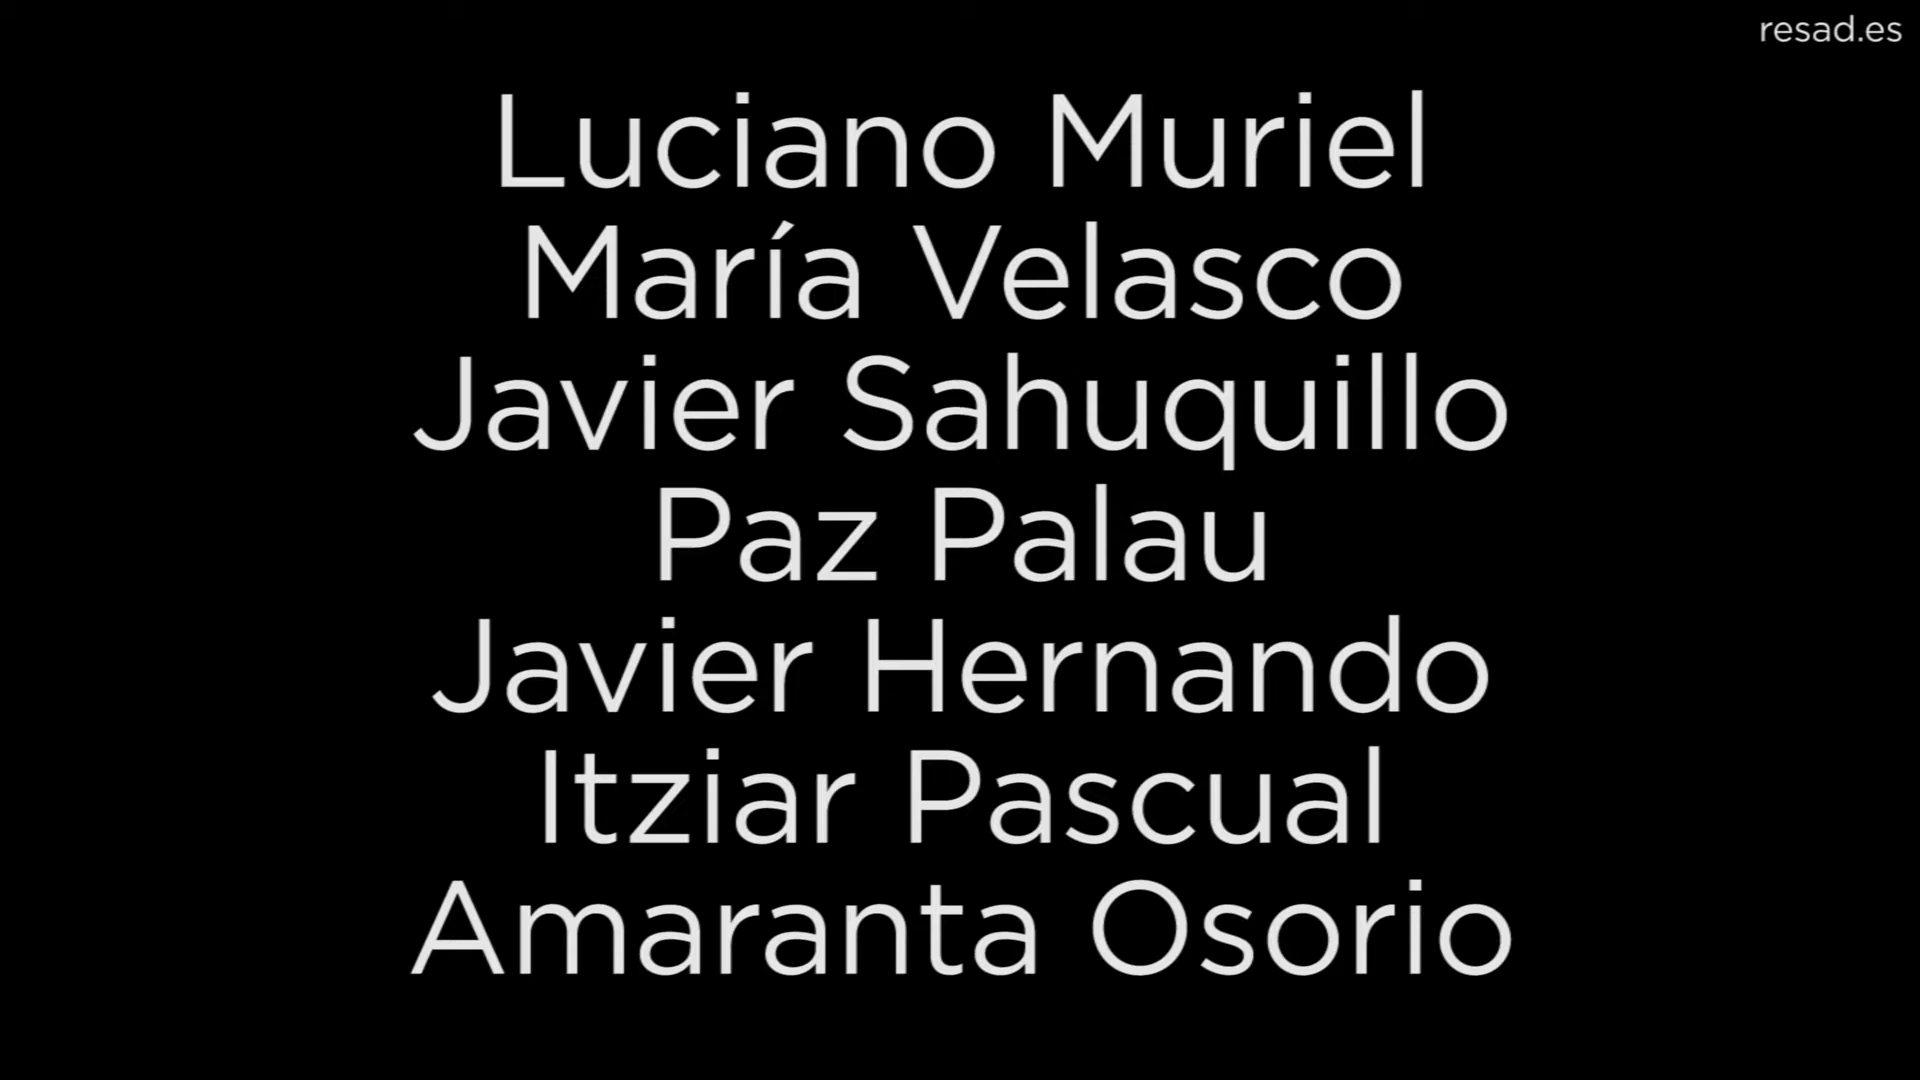 resad.es
Luciano Muriel
María Velasco
Javier Sahuquillo
Paz Palau
Javier Hernando
Itziar Pascual
Amaranta Osorio